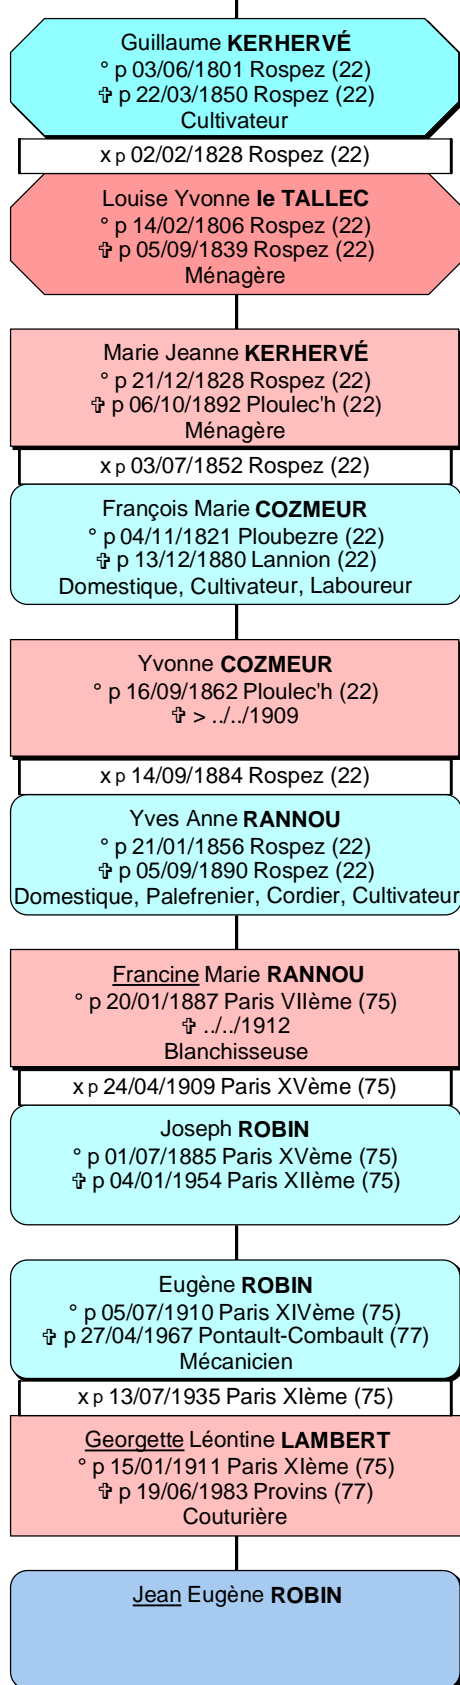 Guillaume KERHERVÉ
° p 03/06/1801 Rospez (22)
✞ p 22/03/1850 Rospez (22)
Cultivateur
x p 02/02/1828 Rospez (22)
Louise Yvonne le TALLEC
° p 14/02/1806 Rospez (22)
✞ p 05/09/1839 Rospez (22)
Ménagère
Marie Jeanne KERHERVÉ
° p 21/12/1828 Rospez (22)
✞ p 06/10/1892 Ploulec'h (22)
Ménagère
x p 03/07/1852 Rospez (22)
François Marie COZMEUR
° p 04/11/1821 Ploubezre (22)
✞ p 13/12/1880 Lannion (22)
Domestique, Cultivateur, Laboureur
Yvonne COZMEUR
° p 16/09/1862 Ploulec'h (22)
✞ > ../../1909
x p 14/09/1884 Rospez (22)
Yves Anne RANNOU
° p 21/01/1856 Rospez (22)
✞ p 05/09/1890 Rospez (22)
Domestique, Palefrenier, Cordier, Cultivateur
Francine Marie RANNOU
° p 20/01/1887 Paris VIIème (75)
✞ ../../1912
Blanchisseuse
x p 24/04/1909 Paris XVème (75)
Joseph ROBIN
° p 01/07/1885 Paris XVème (75)
✞ p 04/01/1954 Paris XIIème (75)
Eugène ROBIN
° p 05/07/1910 Paris XIVème (75)
✞ p 27/04/1967 Pontault-Combault (77)
Mécanicien
x p 13/07/1935 Paris XIème (75)
Georgette Léontine LAMBERT
° p 15/01/1911 Paris XIème (75)
✞ p 19/06/1983 Provins (77)
Couturière
Jean Eugène ROBIN